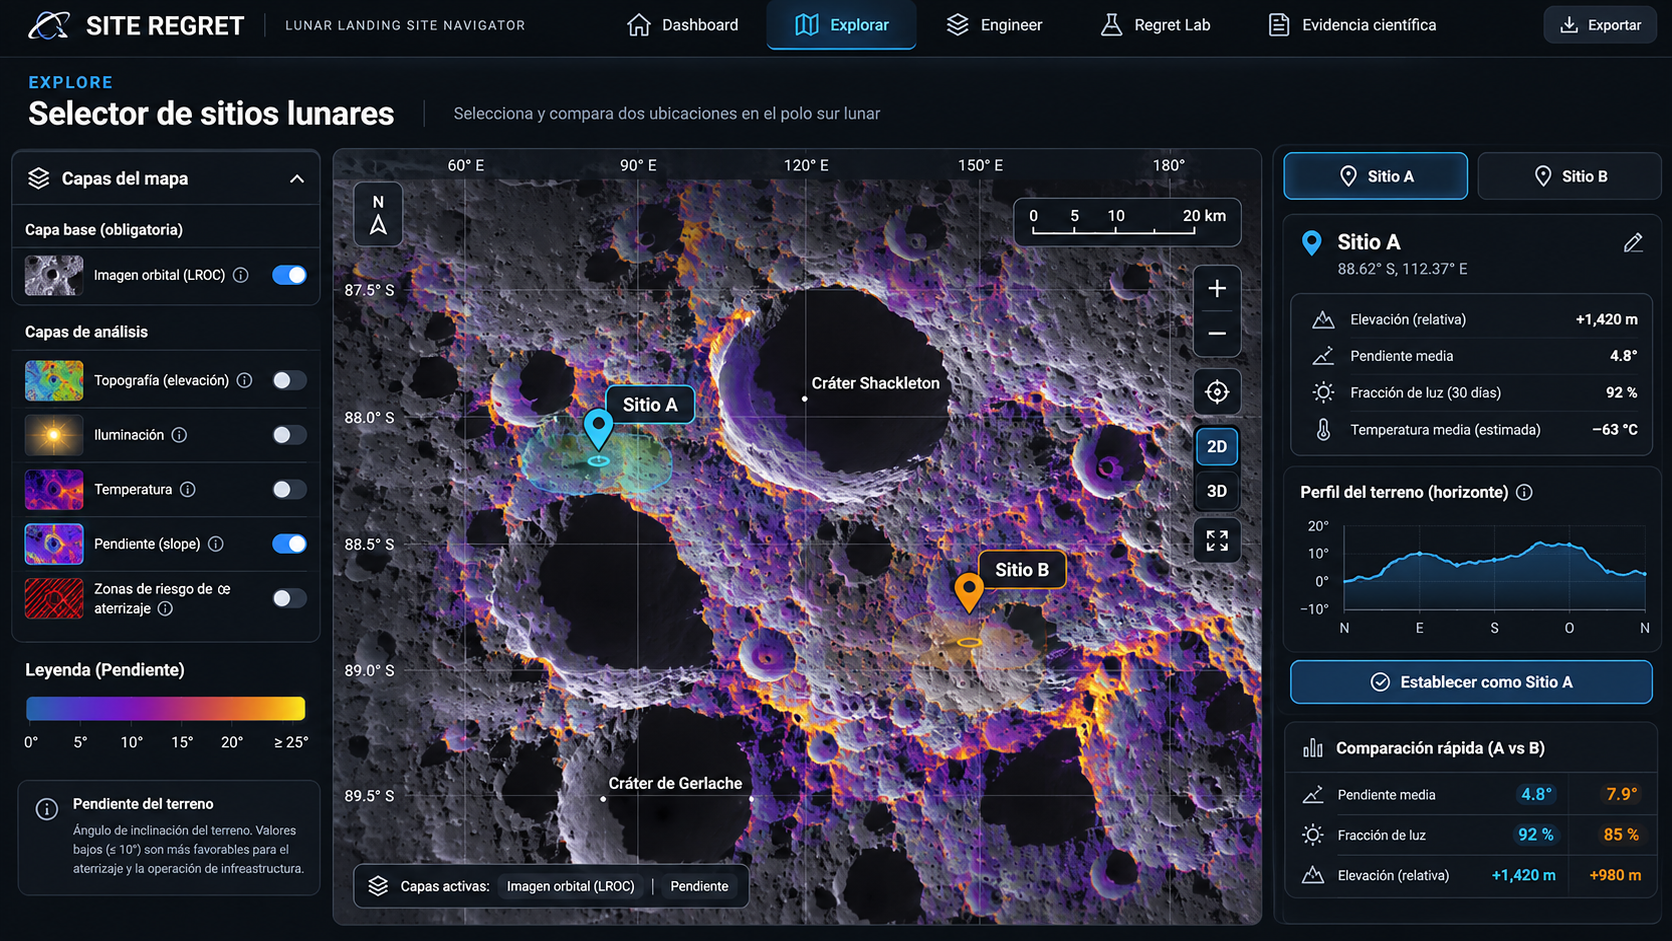 SITE REGRET
LUNAR LANDING SITE NAVIGATOR
Dashboard
Explorar
Engineer
Regret Lab
Evidencia científica
Exportar
EXPLORE
Selector de sitios lunares
Selecciona y compara dos ubicaciones en el polo sur lunar
Capas del mapa
Capa base (obligatoria)
Imagen orbital (LROC)
Capas de análisis
Topografía (elevación)
Iluminación
Temperatura
Pendiente (slope)
Zonas de riesgo de œ
aterrizaje
Leyenda (Pendiente)
0° 5° 10° 15° 20° ≥ 25°
Pendiente del terreno
Ángulo de inclinación del terreno. Valores
bajos (≤ 10°) son más favorables para el
aterrizaje y la operación de infraestructura.
60° E 90° E 120° E 150° E 180°
N
0 5 10 20 km
87.5° S
88.0° S
88.5° S
89.0° S
89.5° S
Cráter Shackleton
Sitio A
Sitio B
Cráter de Gerlache
2D
3D
Capas activas: Imagen orbital (LROC) | Pendiente
Sitio A
Sitio B
Sitio A
88.62° S, 112.37° E
Elevación (relativa) +1,420 m
Pendiente media 4.8°
Fracción de luz (30 días) 92 %
Temperatura media (estimada) −63 °C
Perfil del terreno (horizonte)
20°
10°
0°
−10°
N E S O N
Establecer como Sitio A
Comparación rápida (A vs B)
Pendiente media 4.8° 7.9°
Fracción de luz 92 % 85 %
Elevación (relativa) +1,420 m +980 m